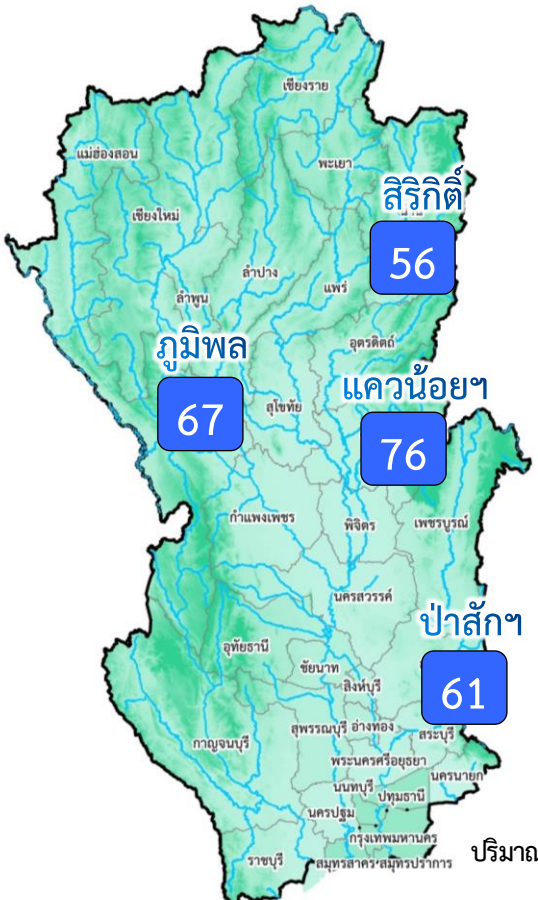 เชียงราย
แม่ฮ่องสอน
พะเยา
สิริกิติ์
เชียงใหม่
56
ลำปาง
แพร่
ลำพูน
ภูมิพล
อุตรดิตถ์
แควน้อยฯ
67
สุโขทัย
76
กำแพงเพชร
พิจิตร
เพชรบูรณ์
นครสวรรค์
ป่าสักฯ
อุทัยธานี
ชัยนาท
61
สิงห์บุรี
สุพรรณบุรี อ่างทอง
สระบุรี
กาญจนบุรี
พระนครศรีอยุธยา
นครนายก
นนทบุรี
ปทุมธานี
นครปฐม
กรุงเทพมหานคร
ปริมาณ
ราชบุรี
สมุทรสาคร สมุทรปราการ